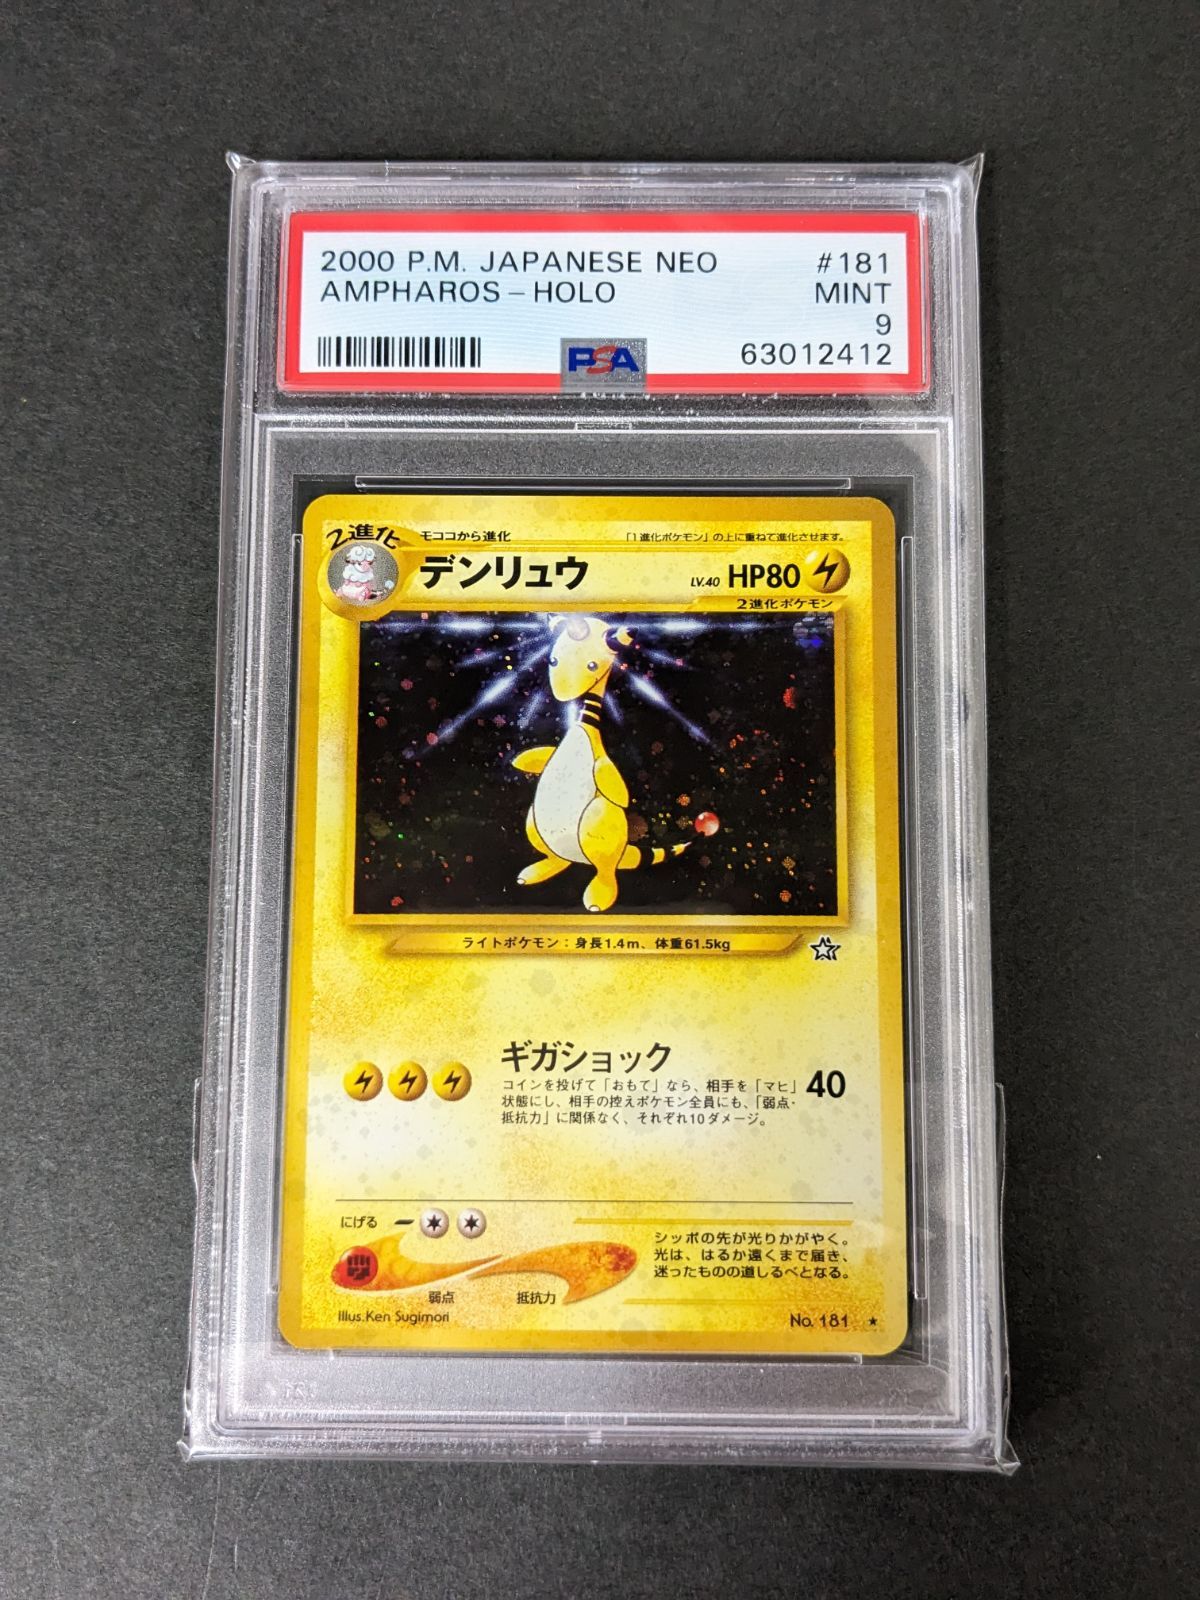 2000 P.M. JAPANESE NEO #181
AMPHAROS - HOLO MINT
9
PSA 63012412
2進化 モココから進化 「1進化ポケモン」の上に重ねて進化させます。
デンリュウ LV.40 HP80
2進化ポケモン
ライトポケモン：身長1.4m、体重61.5kg
ギガショック 40
コインを投げて「おもて」なら、相手を「マヒ」
状態にし、相手の控えポケモン全員にも、「弱点・
抵抗力」に関係なく、それぞれ10ダメージ。
にげる
シッポの先が光りかがやく。
光は、はるか遠くまで届き、
迷ったものの道しるべとなる。
弱点 抵抗力
Illus.Ken Sugimori No. 181 ★